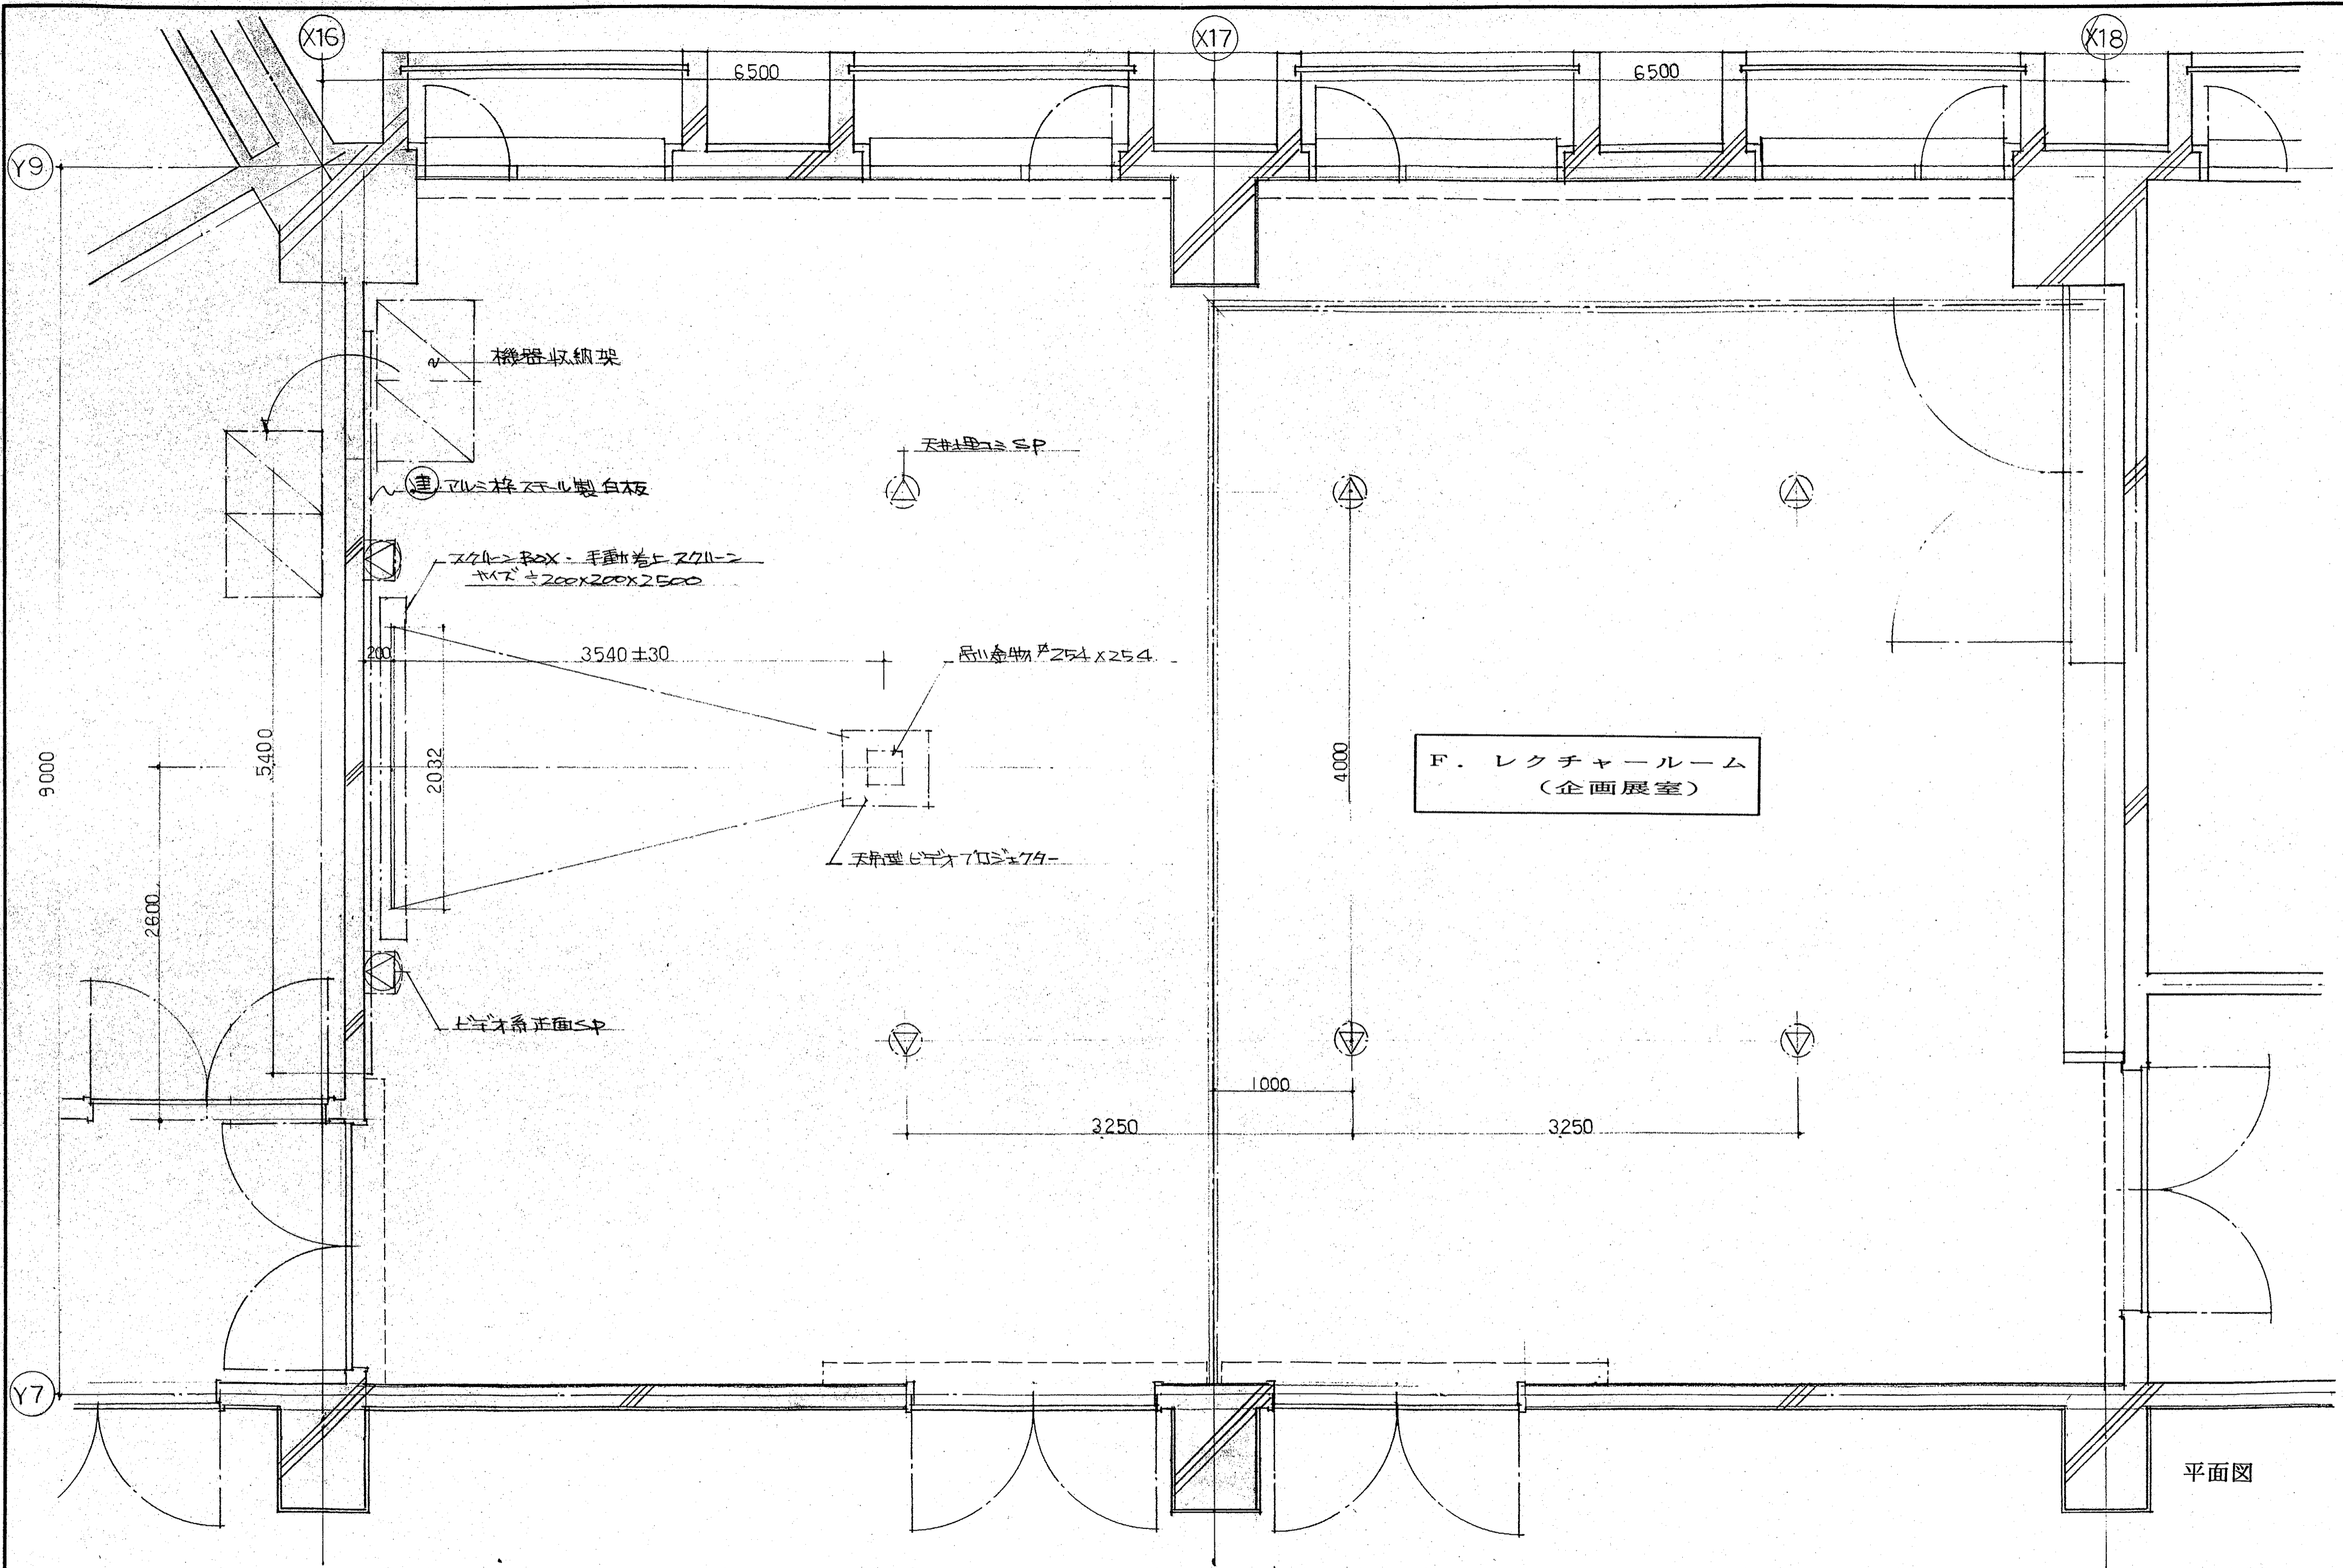 X16
X17
X18
6500
6500
Y9
機器収納架
天井埋コミSP
建 アルミ枠スチール製白板
スクリーンBOX・手動巻上スクリーン
サイズ≒200x200x2500
200
3540±30
吊り金物 254x254
9000
5400
2032
4000
F. レクチャールーム
(企画展室)
天吊型ビデオプロジェクター
2600
ビデオ系正面SP
1000
3250
3250
Y7
平面図